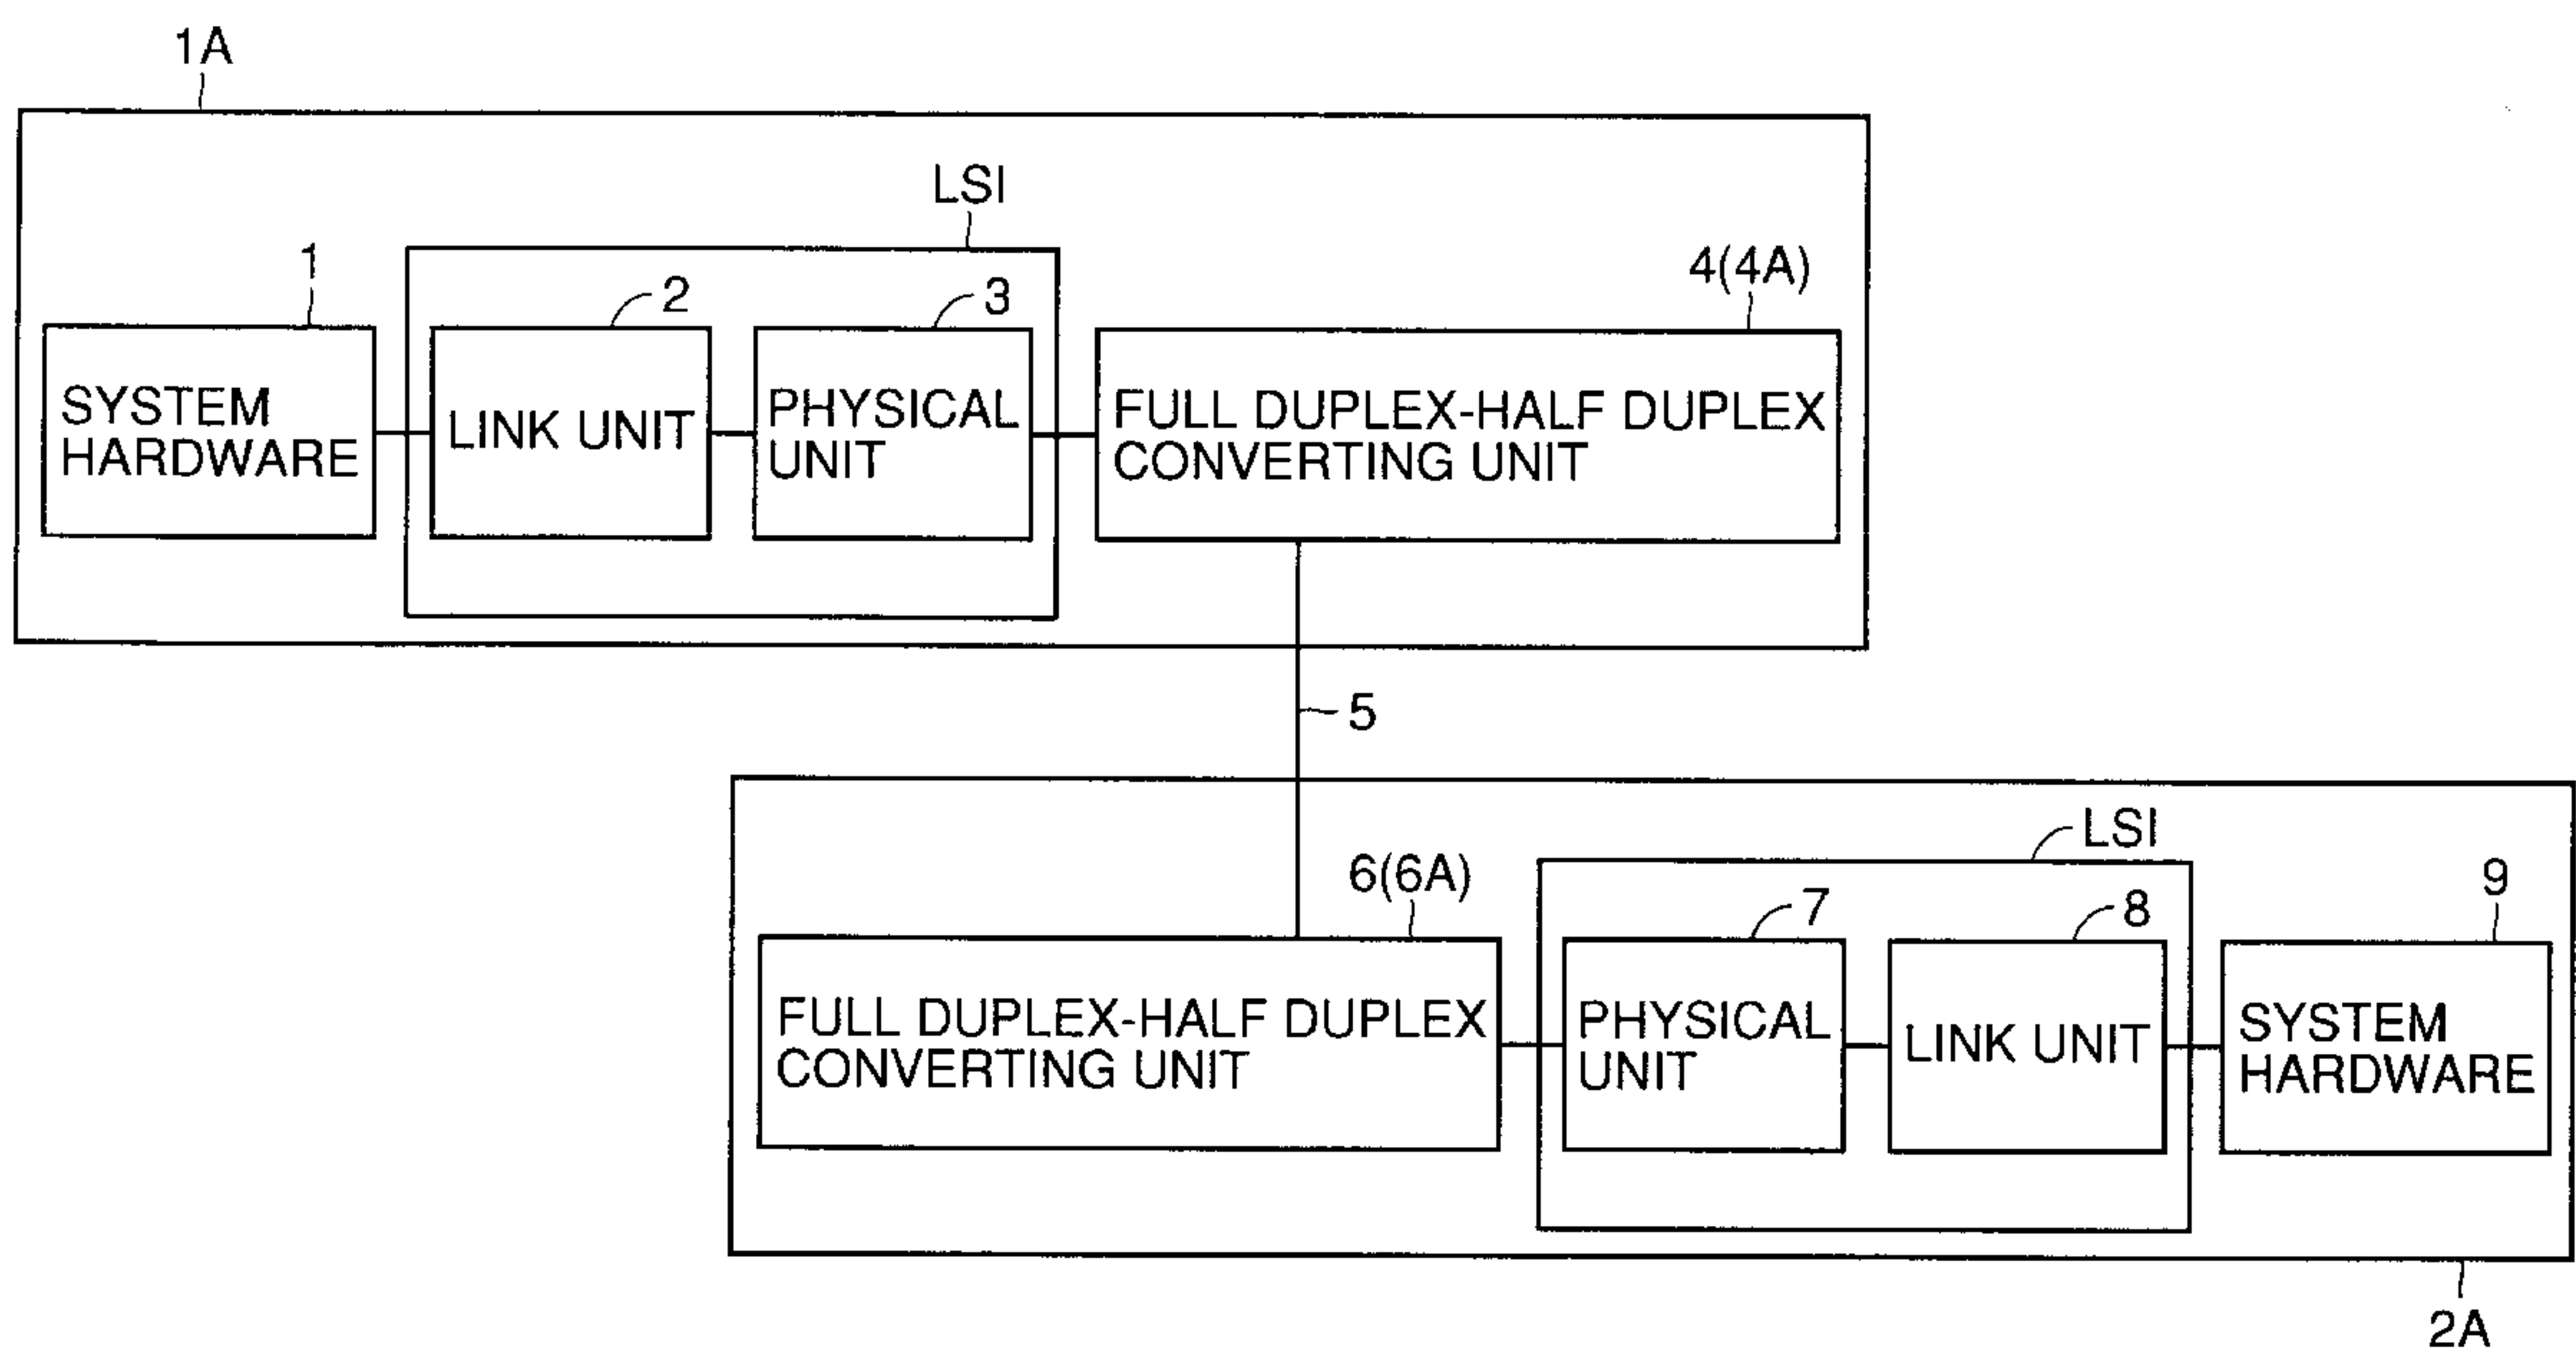 1A
LSI
1
2
3
4(4A)
SYSTEM
HARDWARE
LINK UNIT
PHYSICAL
UNIT
FULL DUPLEX-HALF DUPLEX
CONVERTING UNIT
5
LSI
6(6A)
7
8
9
FULL DUPLEX-HALF DUPLEX
CONVERTING UNIT
PHYSICAL
UNIT
LINK UNIT
SYSTEM
HARDWARE
2A